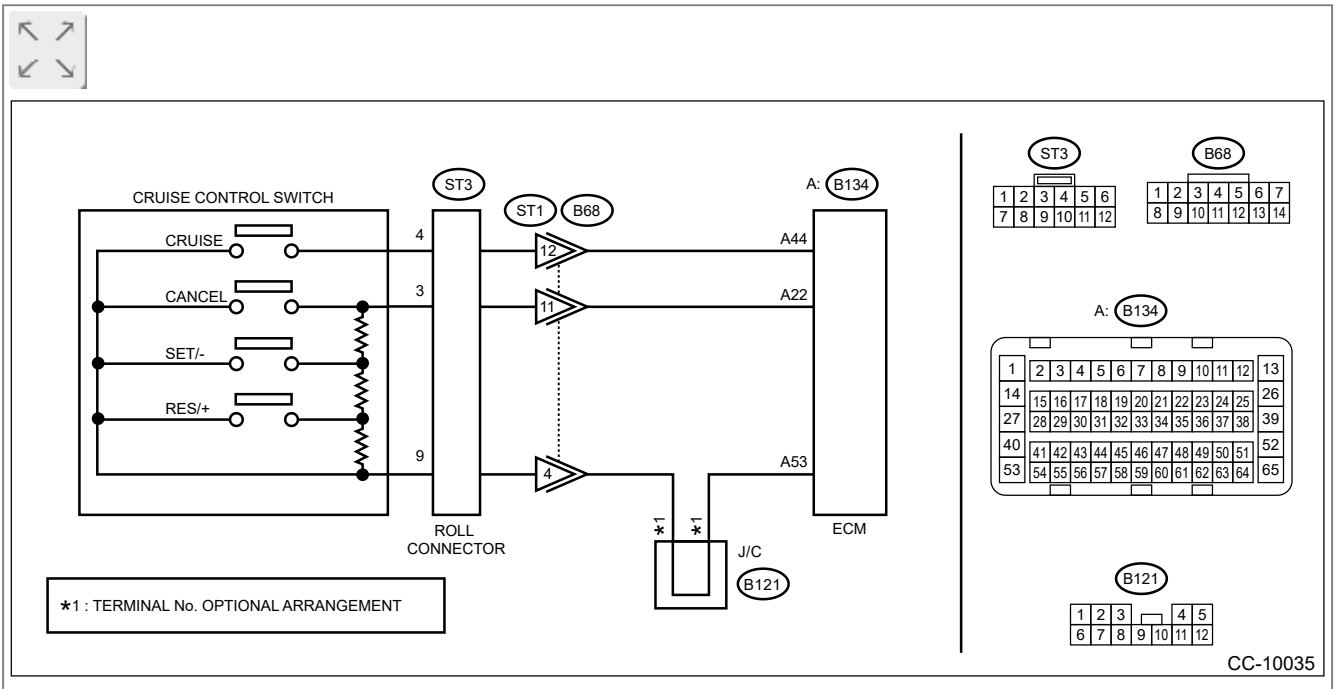 CRUISE CONTROL SWITCH
CRUISE
CANCEL
SET/-
RES/+
ST3
4
3
9
ROLL
CONNECTOR
ST1 B68
12
11
4
A: B134
A44
A22
A53
ECM
*1 *1
J/C
B121
*1 : TERMINAL No. OPTIONAL ARRANGEMENT
ST3
1 2 3 4 5 6
7 8 9 10 11 12
B68
1 2 3 4 5 6 7
8 9 10 11 12 13 14
A: B134
1 2 3 4 5 6 7 8 9 10 11 12 13
14 15 16 17 18 19 20 21 22 23 24 25 26
27 28 29 30 31 32 33 34 35 36 37 38 39
40 41 42 43 44 45 46 47 48 49 50 51 52
53 54 55 56 57 58 59 60 61 62 63 64 65
B121
1 2 3 4 5
6 7 8 9 10 11 12
CC-10035